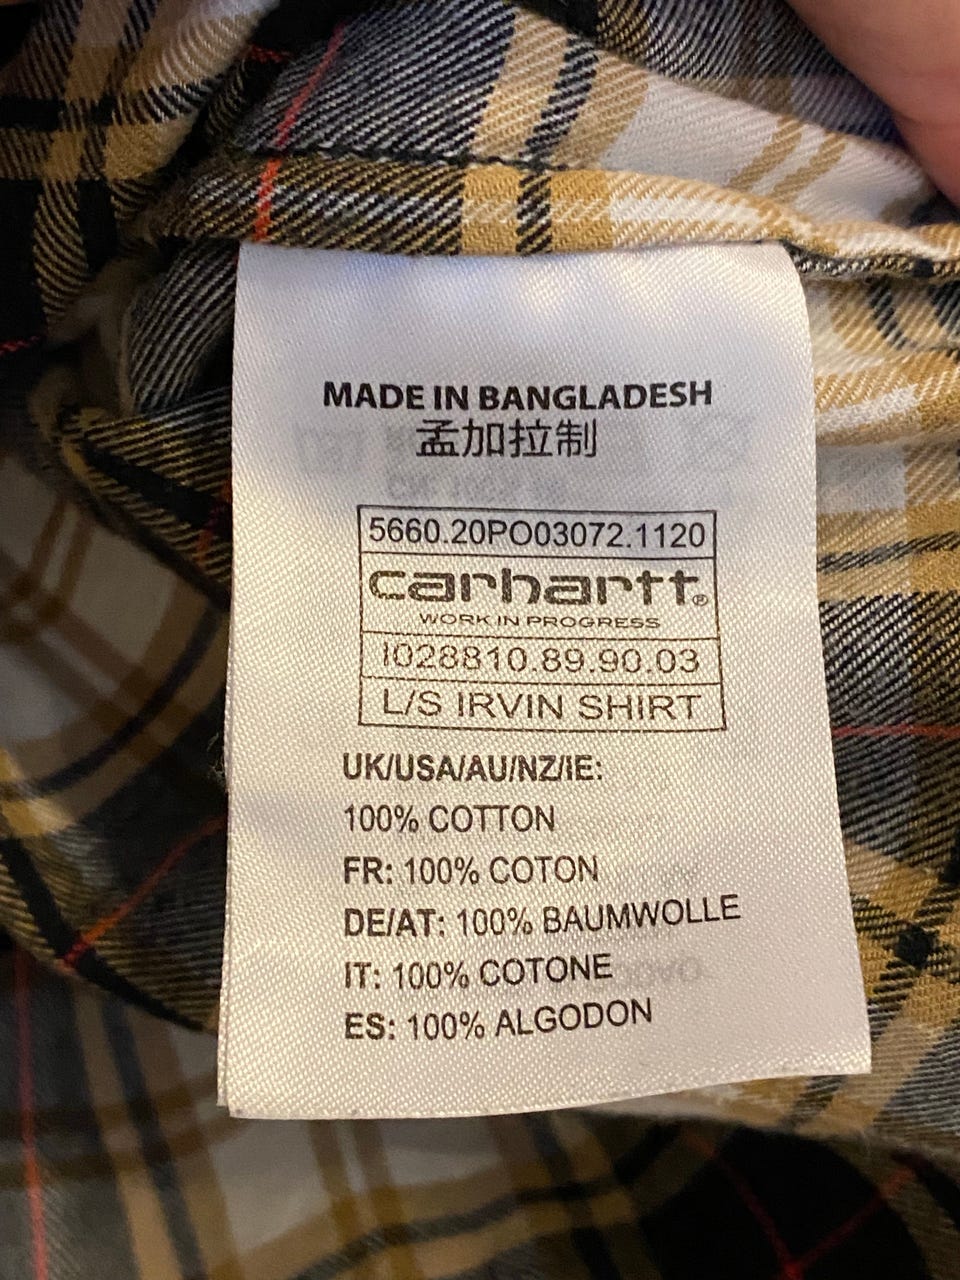 MADE IN BANGLADESH
孟加拉制
5660.20PO03072.1120
carhartt®
WORK IN PROGRESS
I028810.89.90.03
L/S IRVIN SHIRT
UK/USA/AU/NZ/IE:
100% COTTON
FR: 100% COTON
DE/AT: 100% BAUMWOLLE
IT: 100% COTONE
ES: 100% ALGODON